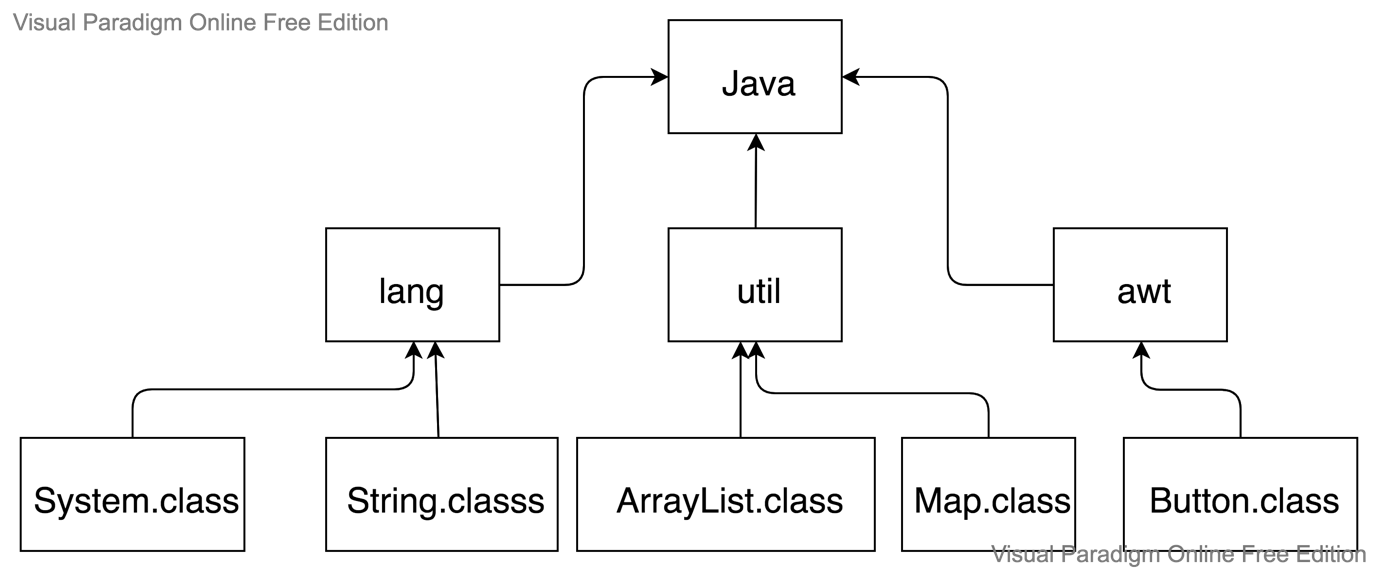 Visual Paradigm Online Free Edition
Java
lang
util
awt
System.class
String.classs
ArrayList.class
Map.class
Button.class
Visual Paradigm Online Free Edition